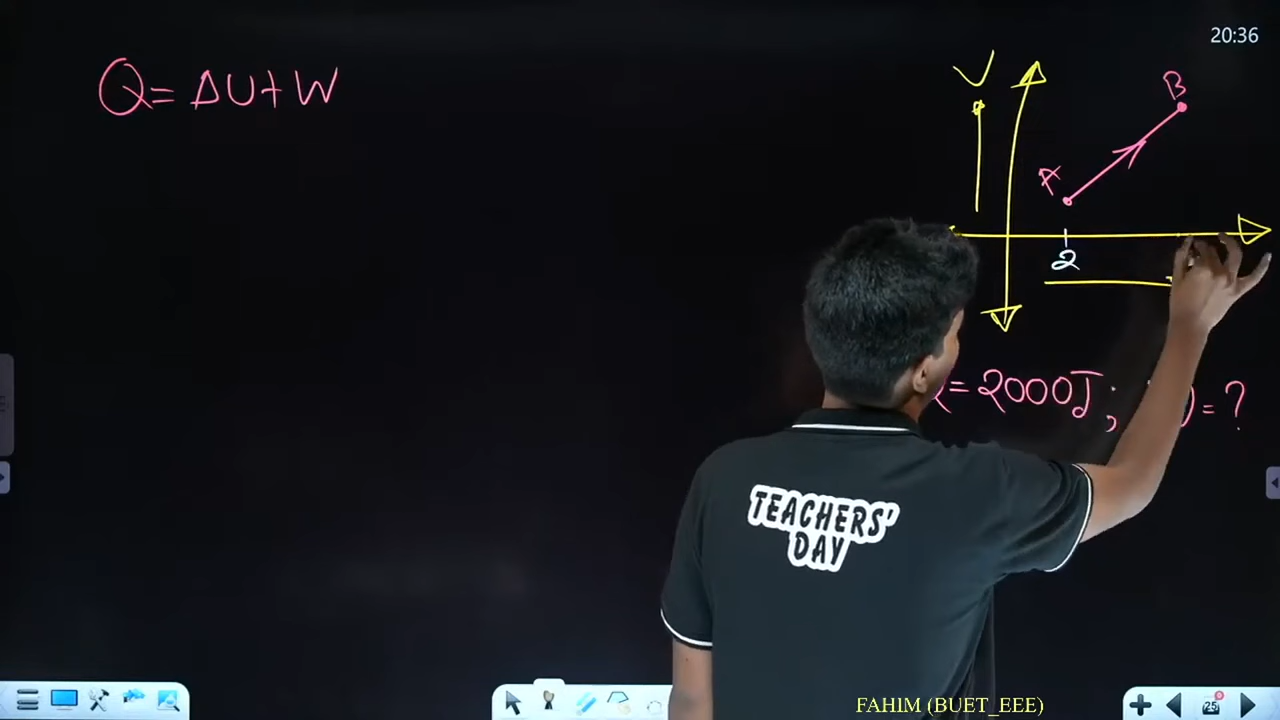 20:36
Q = ΔU + W
V
B
A
2
= 2000J;
= ?
TEACHERS'
DAY
FAHIM (BUET_EEE)
25